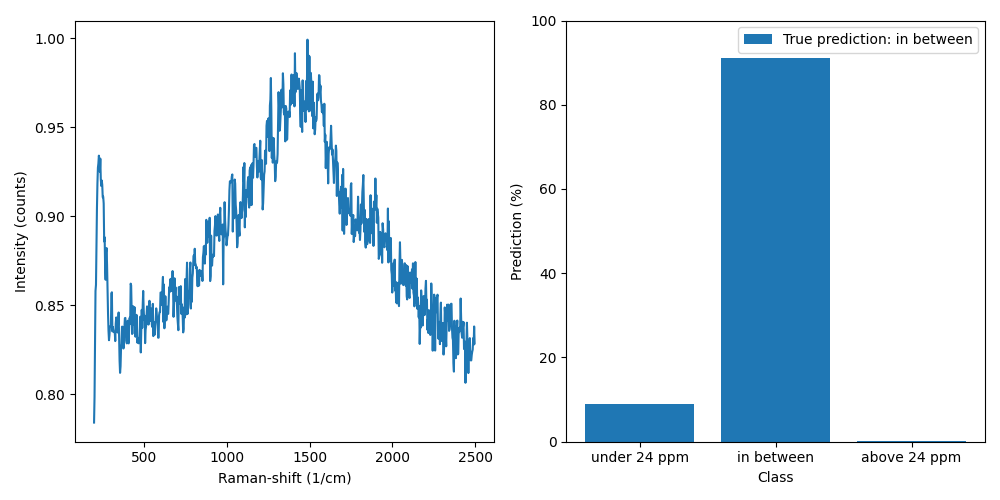 1.00
0.95
0.90
0.85
0.80
Intensity (counts)
500
1000
1500
2000
2500
Raman-shift (1/cm)
100
80
60
40
20
0
Prediction (%)
True prediction: in between
under 24 ppm
in between
above 24 ppm
Class